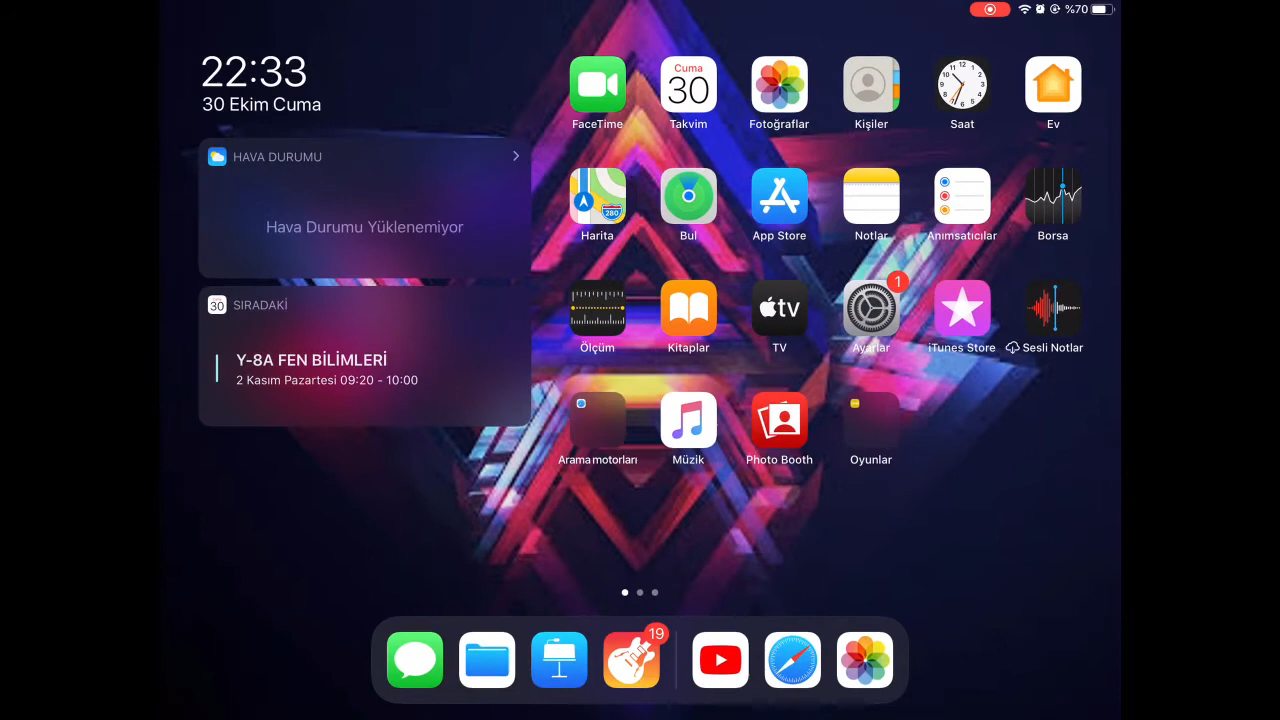 %70
22:33
30 Ekim Cuma
HAVA DURUMU
Hava Durumu Yüklenemiyor
30 SIRADAKİ
Y-8A FEN BİLİMLERİ
2 Kasım Pazartesi 09:20 - 10:00
Cuma
30
FaceTime Takvim Fotoğraflar Kişiler Saat Ev
280
Harita Bul App Store Notlar Anımsatıcılar Borsa
tv
1
Ölçüm Kitaplar TV Ayarlar iTunes Store Sesli Notlar
Arama motorları Müzik Photo Booth Oyunlar
19